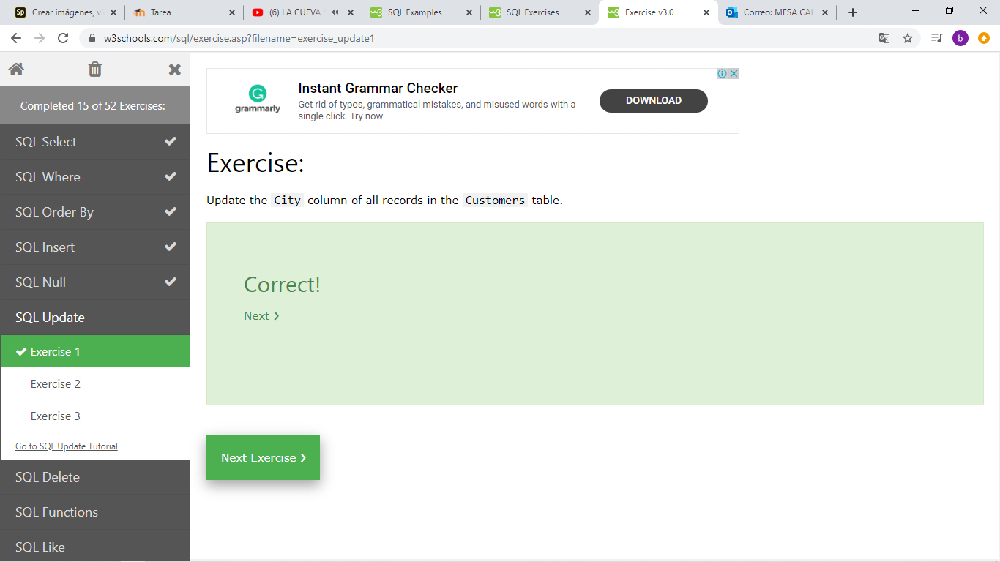 Crear imágenes, ví
Tarea
(6) LA CUEVA S
SQL Examples
SQL Exercises
Exercise v3.0
Correo: MESA CAL
w3schools.com/sql/exercise.asp?filename=exercise_update1
b
Completed 15 of 52 Exercises:
SQL Select
SQL Where
SQL Order By
SQL Insert
SQL Null
SQL Update
Exercise 1
Exercise 2
Exercise 3
Go to SQL Update Tutorial
SQL Delete
SQL Functions
SQL Like
grammarly
Instant Grammar Checker
Get rid of typos, grammatical mistakes, and misused words with a
single click. Try now
DOWNLOAD
Exercise:
Update the City column of all records in the Customers table.
Correct!
Next ❯
Next Exercise ❯